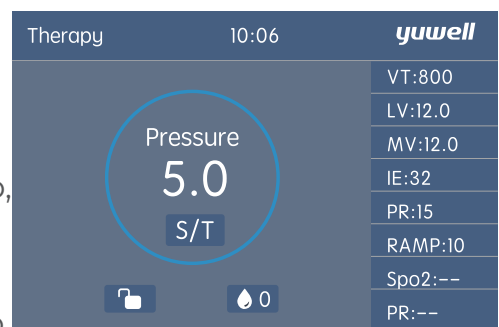 Therapy
10:06
yuwell
Pressure
5.0
S/T
0
VT:800
LV:12.0
MV:12.0
IE:32
PR:15
RAMP:10
Spo2:--
PR:--